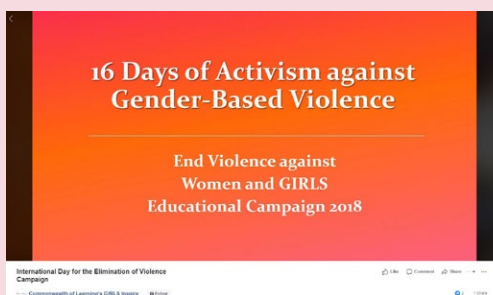 16 Days of Activism against
Gender-Based Violence
End Violence against
Women and GIRLS
Educational Campaign 2018
International Day for the Elimination of Violence
Campaign
Like Comment Share
Commonwealth of Learning's GIRLS Inspire Follow